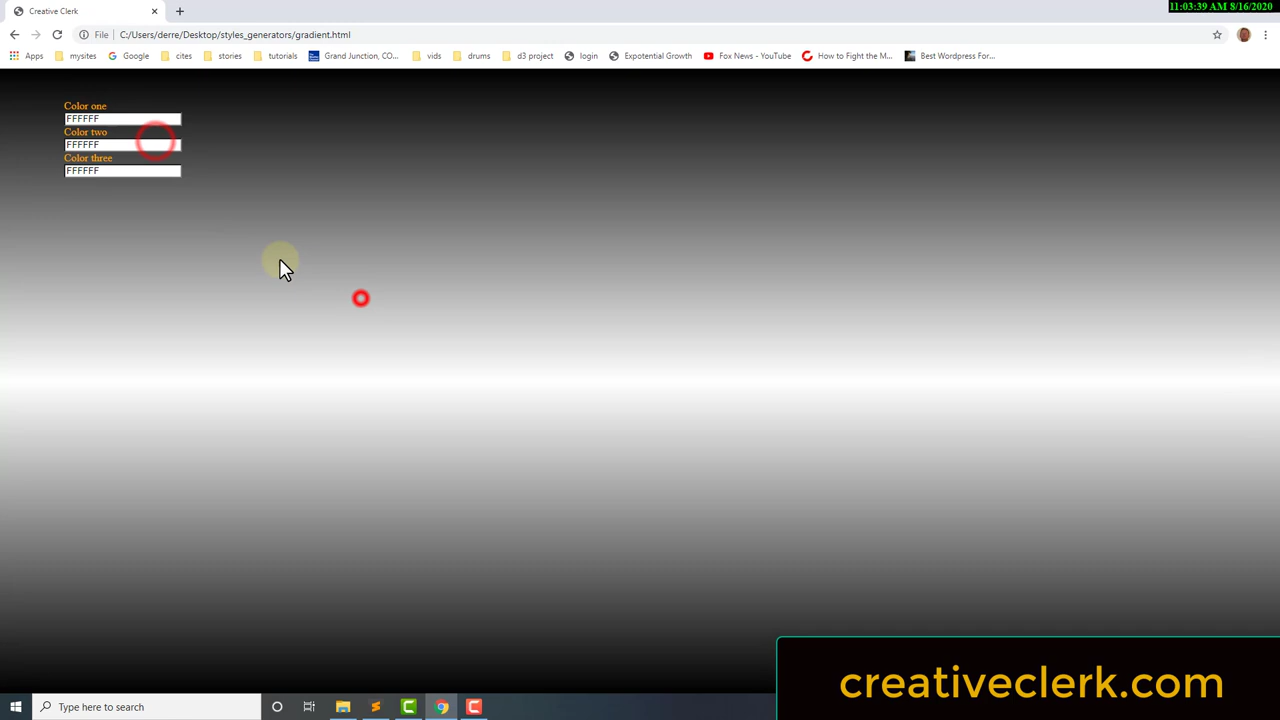 11:03:39 AM 8/16/2020
Creative Clerk
File
C:/Users/derre/Desktop/styles_generators/gradient.html
Apps
mysites
Google
cites
stories
tutorials
Grand Junction, CO...
vids
drums
d3 project
login
Expotential Growth
Fox News - YouTube
How to Fight the M...
Best Wordpress For...
Color one
FFFFFF
Color two
FFFFFF
Color three
FFFFFF
Type here to search
creativeclerk.com